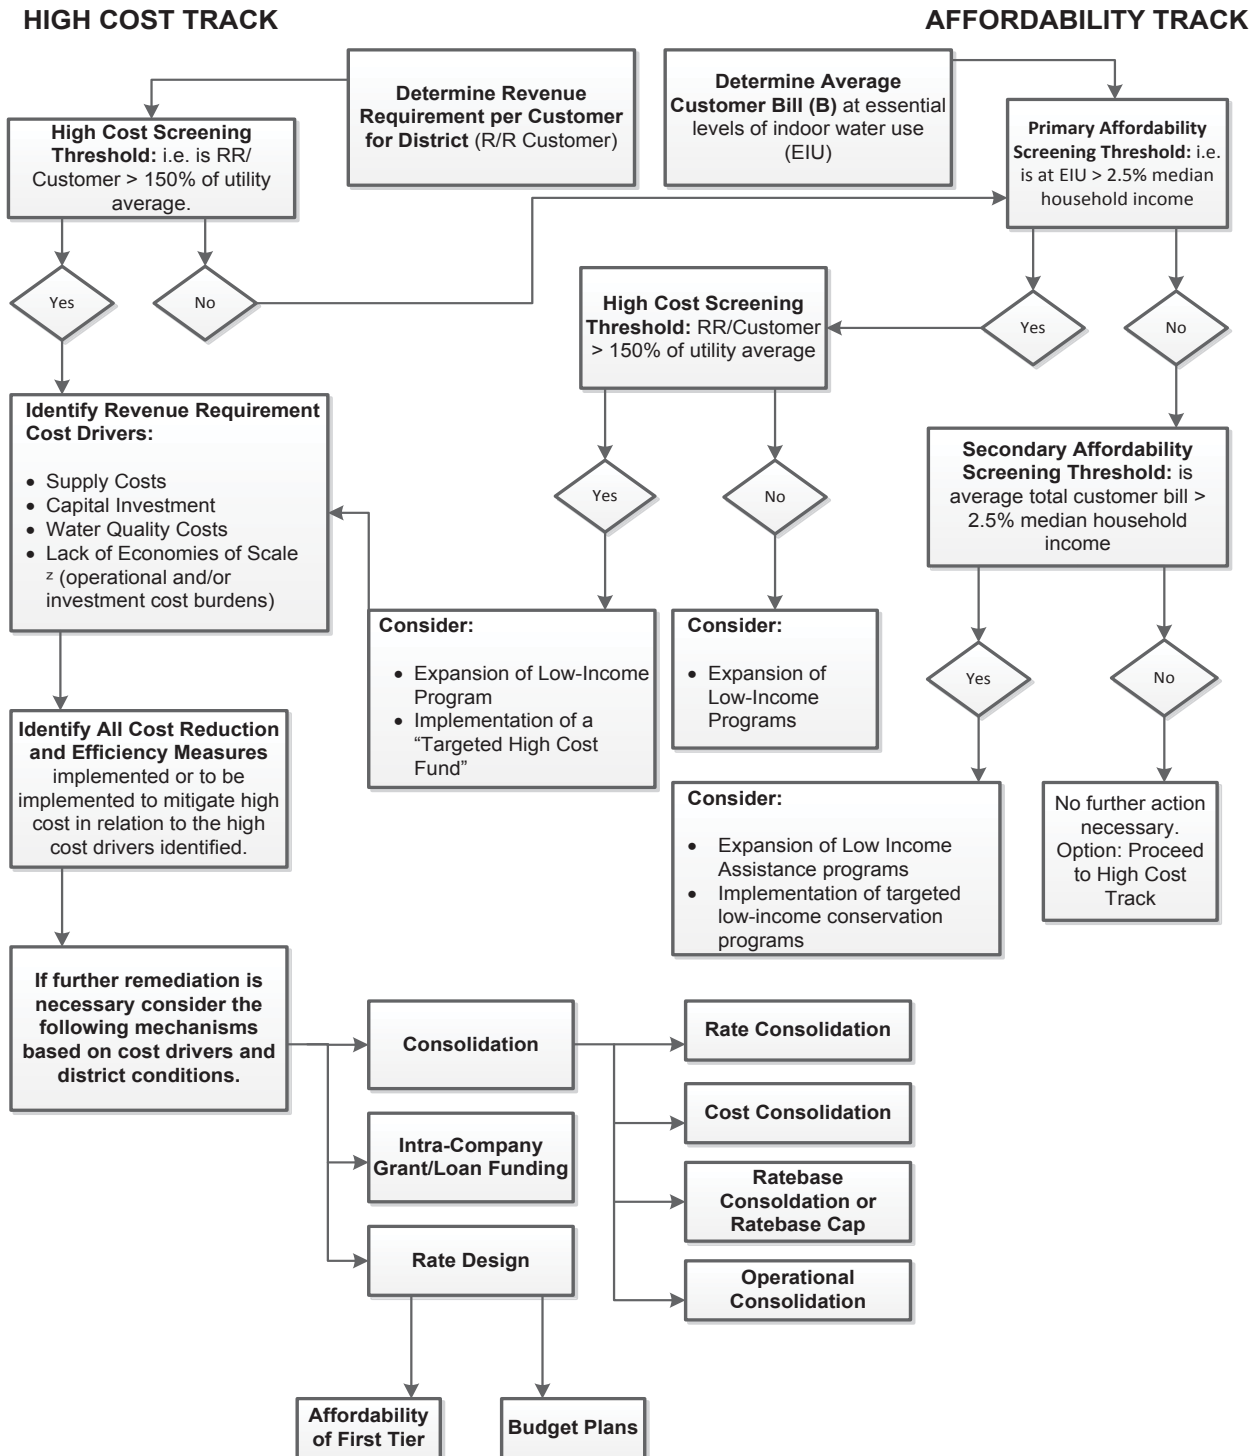 HIGH COST TRACK
AFFORDABILITY TRACK
Determine Revenue
Requirement per Customer
for District (R/R Customer)
Determine Average
Customer Bill (B) at essential
levels of indoor water use
(EIU)
High Cost Screening
Threshold: i.e. is RR/
Customer > 150% of utility
average.
Primary Affordability
Screening Threshold: i.e.
is at EIU > 2.5% median
household income
Yes
No
High Cost Screening
Threshold: RR/Customer
> 150% of utility average
Yes
No
Identify Revenue Requirement
Cost Drivers:
• Supply Costs
• Capital Investment
• Water Quality Costs
• Lack of Economies of Scale
z (operational and/or
investment cost burdens)
Yes
No
Secondary Affordability
Screening Threshold: is
average total customer bill >
2.5% median household
income
Consider:
• Expansion of Low-Income
Program
• Implementation of a
“Targeted High Cost
Fund”
Consider:
• Expansion of
Low-Income
Programs
Yes
No
Identify All Cost Reduction
and Efficiency Measures
implemented or to be
implemented to mitigate high
cost in relation to the high
cost drivers identified.
Consider:
• Expansion of Low Income
Assistance programs
• Implementation of targeted
low-income conservation
programs
No further action
necessary.
Option: Proceed
to High Cost
Track
If further remediation is
necessary consider the
following mechanisms
based on cost drivers and
district conditions.
Consolidation
Rate Consolidation
Cost Consolidation
Intra-Company
Grant/Loan Funding
Ratebase
Consoldation or
Ratebase Cap
Rate Design
Operational
Consolidation
Affordability
of First Tier
Budget Plans